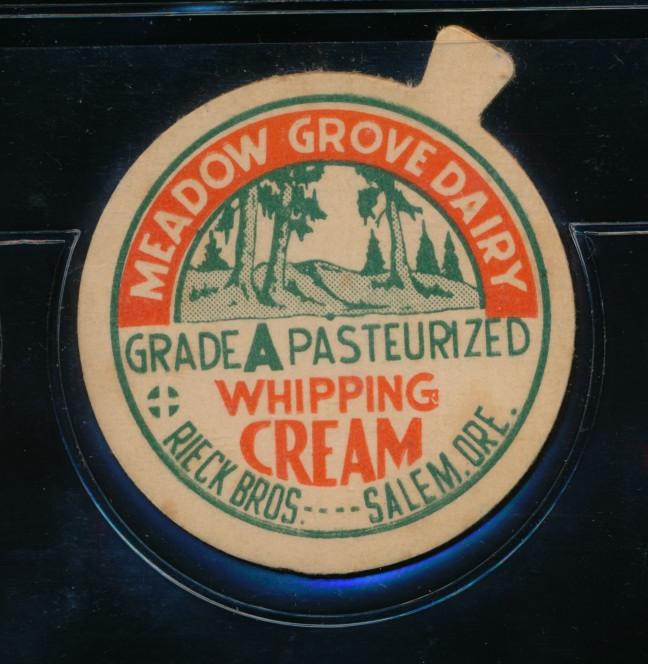 MEADOW GROVE DAIRY
GRADE A PASTEURIZED
WHIPPING
CREAM
RIECK BROS.----SALEM. ORE.